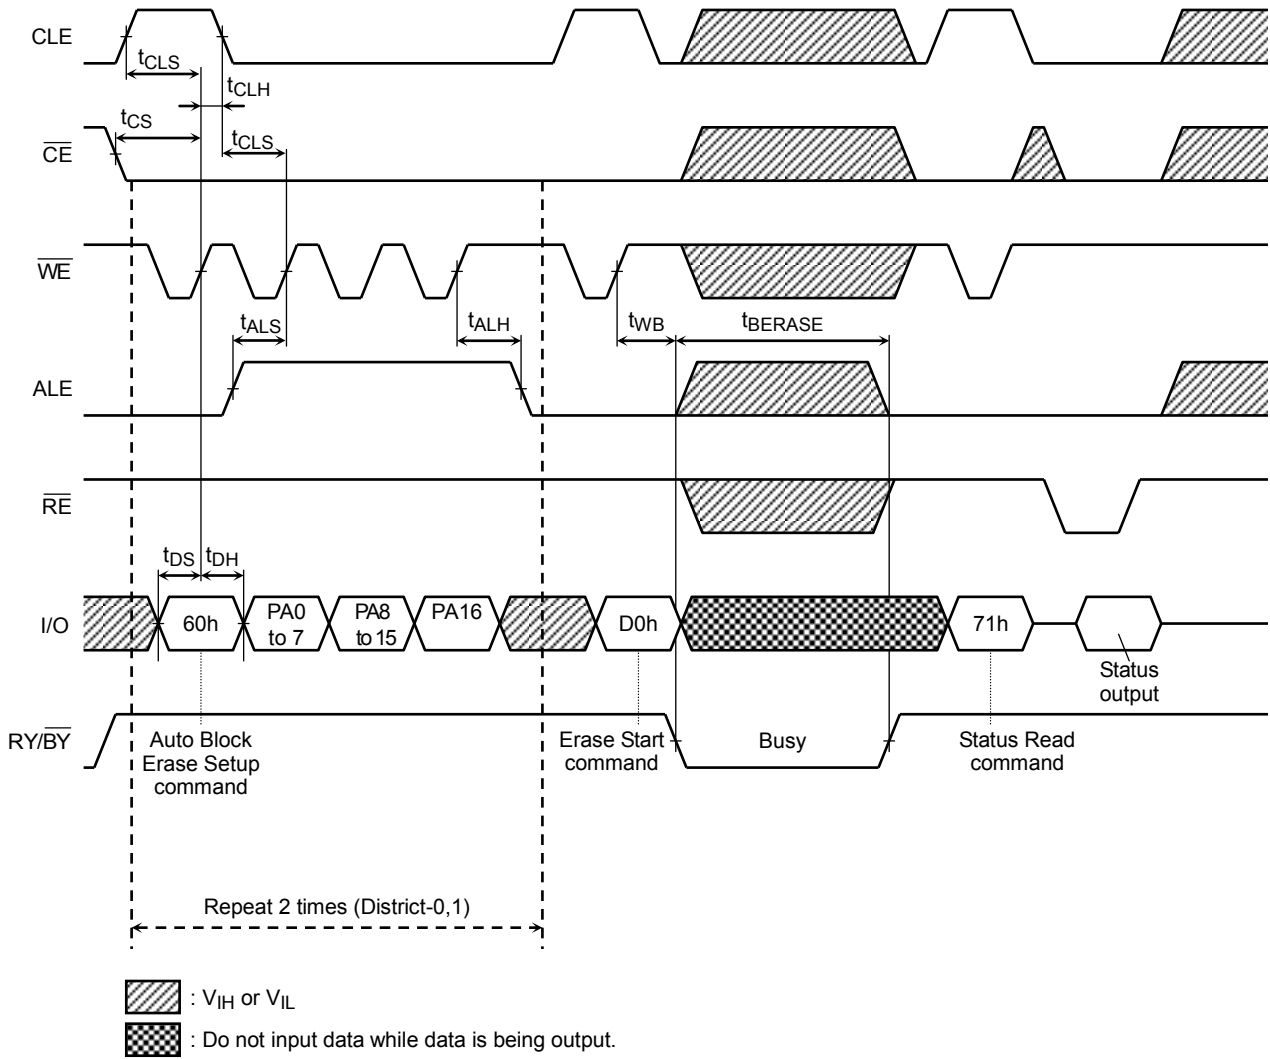 CLE
tCLS
tCLH
tCS
tCLS
CE
WE
tALS
tALH
tWB
tBERASE
ALE
RE
tDS
tDH
I/O
60h
PA0
to 7
PA8
to 15
PA16
D0h
71h
Status
output
RY/BY
Auto Block
Erase Setup
command
Erase Start
command
Busy
Status Read
command
Repeat 2 times (District-0,1)
: VIH or VIL
: Do not input data while data is being output.